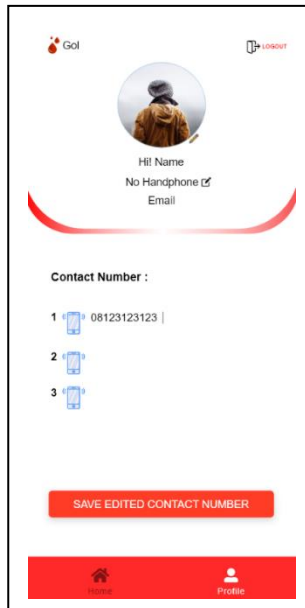 Gol
LOGOUT
Hi! Name
No Handphone
Email
Contact Number :
1 08123123123
2
3
SAVE EDITED CONTACT NUMBER
Home
Profile